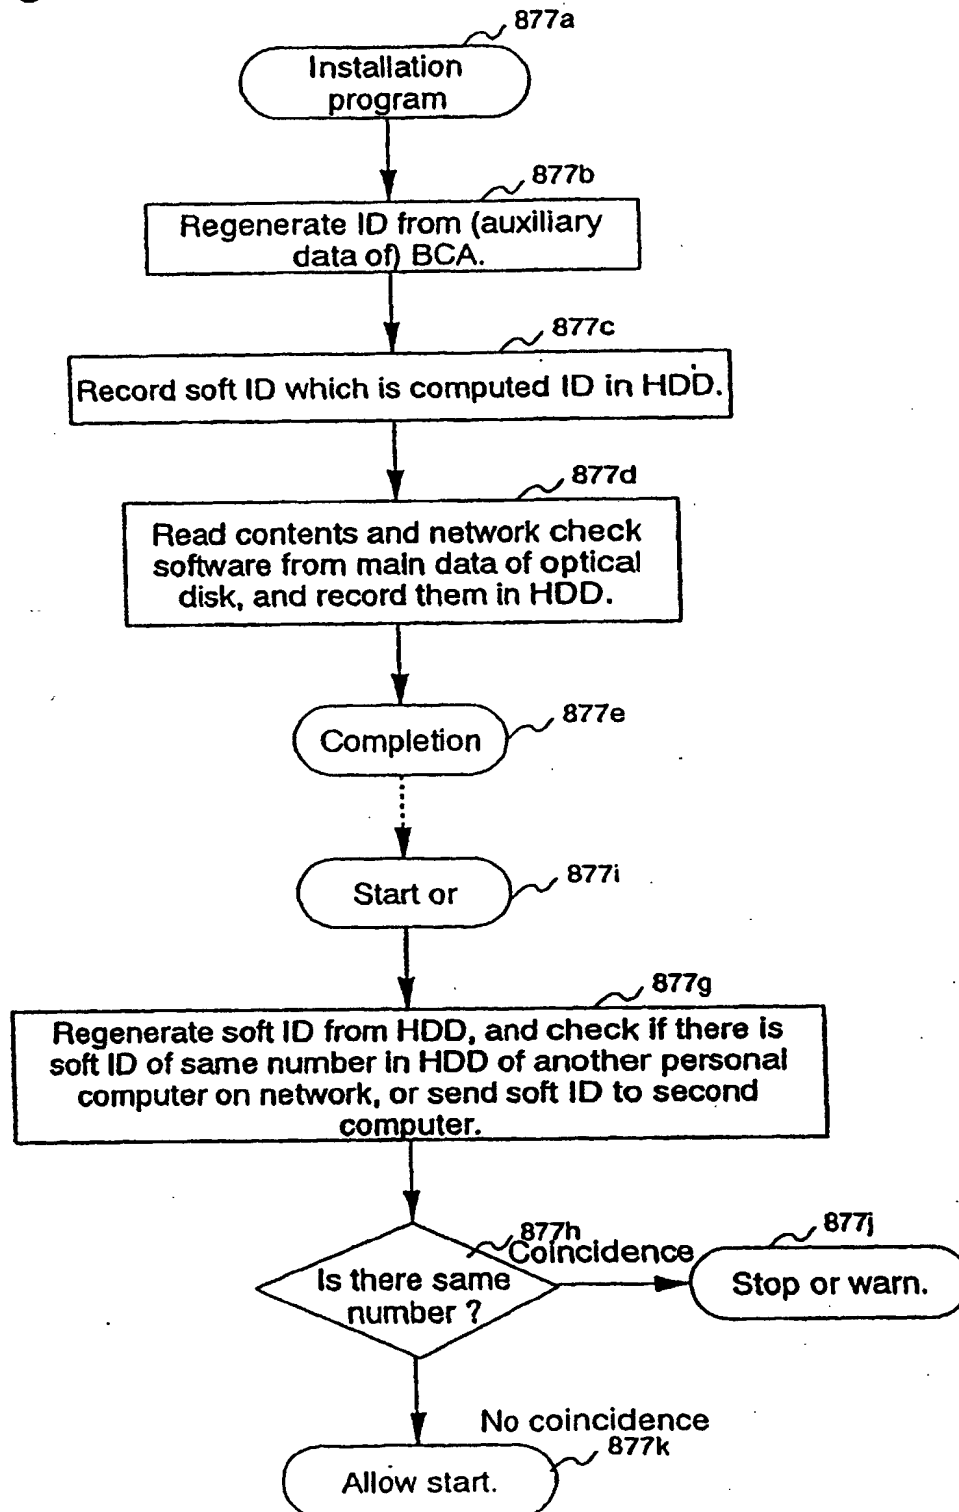 877a
Installation
program
877b
Regenerate ID from (auxiliary
data of) BCA.
877c
Record soft ID which is computed ID in HDD.
877d
Read contents and network check
software from main data of optical
disk, and record them in HDD.
877e
Completion
877i
Start or
877g
Regenerate soft ID from HDD, and check if there is
soft ID of same number in HDD of another personal
computer on network, or send soft ID to second
computer.
877h
Coincidence
877j
Is there same
number ?
Stop or warn.
No coincidence
877k
Allow start.